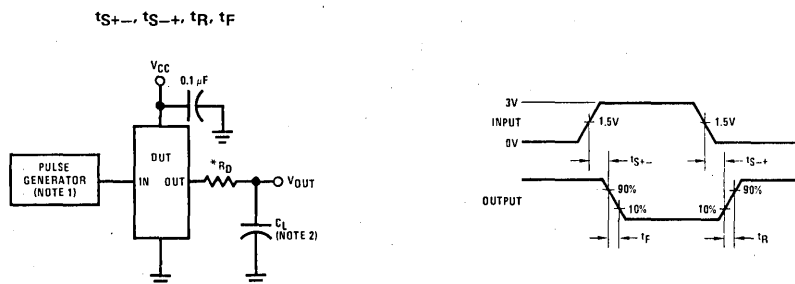 tS+–, tS–+, tR, tF
VCC
0.1 µF
DUT
PULSE
GENERATOR
(NOTE 1)
IN
OUT
*RD
VOUT
CL
(NOTE 2)
3V
INPUT
0V
1.5V
1.5V
tS+–
tS–+
OUTPUT
90%
10%
10%
90%
tF
tR